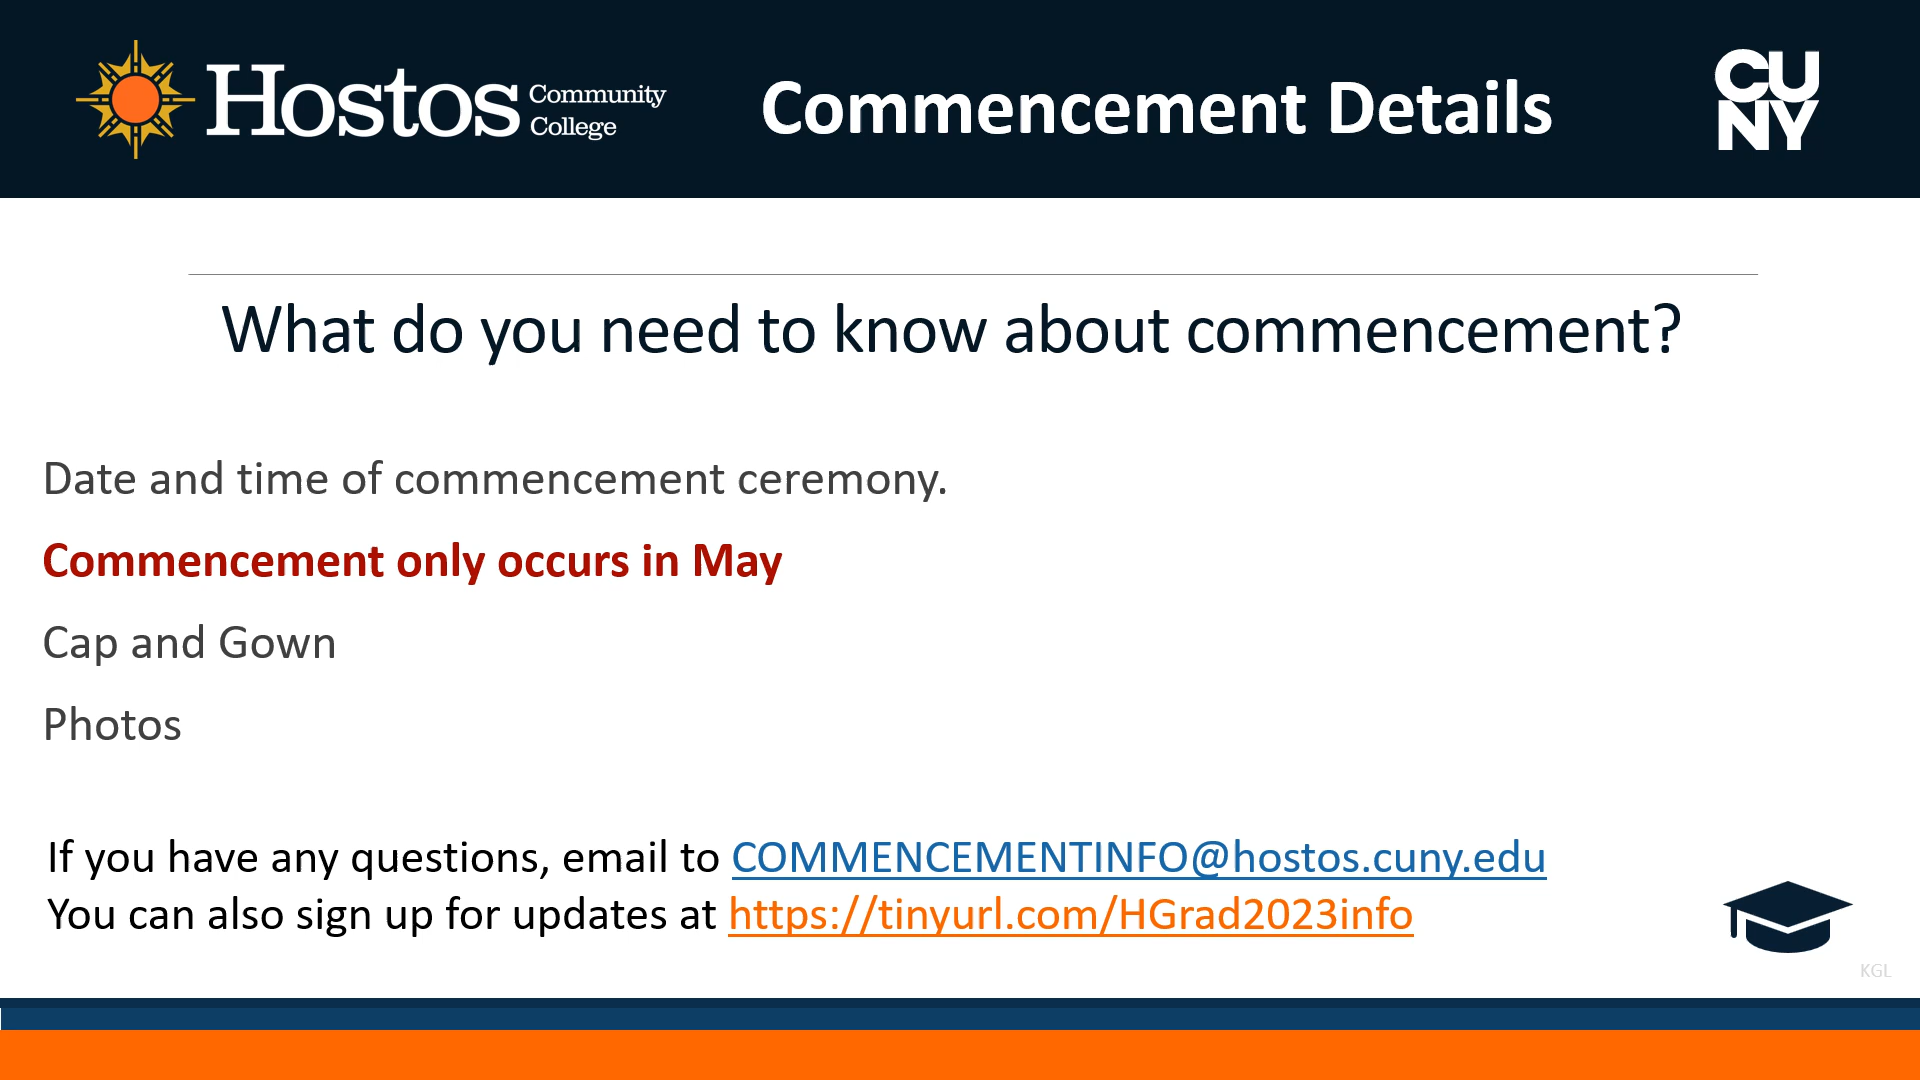 Hostos Community College
Commencement Details
CUNY
What do you need to know about commencement?
Date and time of commencement ceremony.
Commencement only occurs in May
Cap and Gown
Photos
If you have any questions, email to COMMENCEMENTINFO@hostos.cuny.edu
You can also sign up for updates at https://tinyurl.com/HGrad2023info
KGL